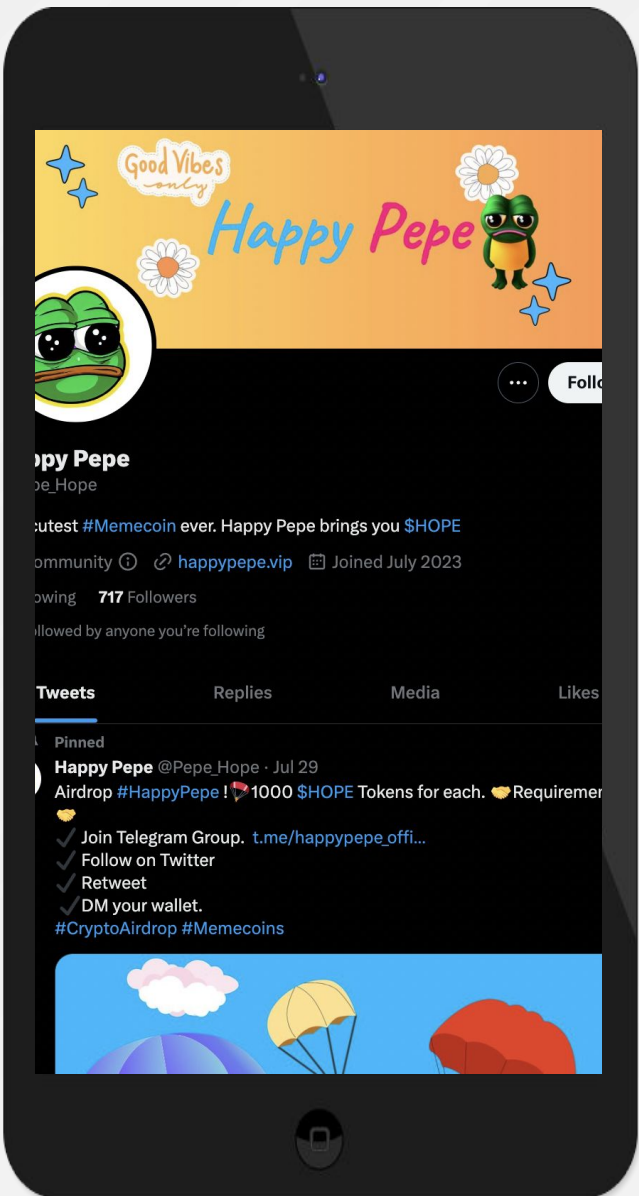 Good Vibes
only
Happy Pepe
Follo
ppy Pepe
pe_Hope
cutest #Memecoin ever. Happy Pepe brings you $HOPE
ommunity happypepe.vip Joined July 2023
owing 717 Followers
ollowed by anyone you're following
Tweets Replies Media Likes
Pinned
Happy Pepe @Pepe_Hope · Jul 29
Airdrop #HappyPepe ! 🪂1000 $HOPE Tokens for each. 🤝Requiremen
🤝
✔️Join Telegram Group. t.me/happypepe_offi...
✔️Follow on Twitter
✔️Retweet
✔️DM your wallet.
#CryptoAirdrop #Memecoins